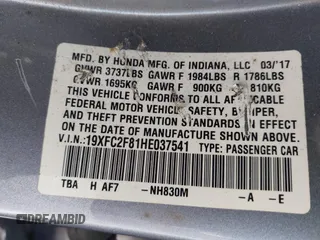 MFD. BY HONDA MFG. OF INDIANA, LLC 03/17
GVWR 3737LBS GAWR F 1984LBS R 1786LBS
GVWR 1695KG GAWR F 900KG 810KG
THIS VEHICLE CONFORMS TO ALL APPLICABLE
FEDERAL MOTOR VEHICLE SAFETY, BUMPER,
AND THEFT PREVENTION STANDARDS IN EFFECT
ON THE DATE OF MANUFACTURE SHOWN ABOVE.
V.I.N.:19XFC2F81HE037541 TYPE: PASSENGER CAR
TBA H AF7 -NH830M -A -E
DREAMBID